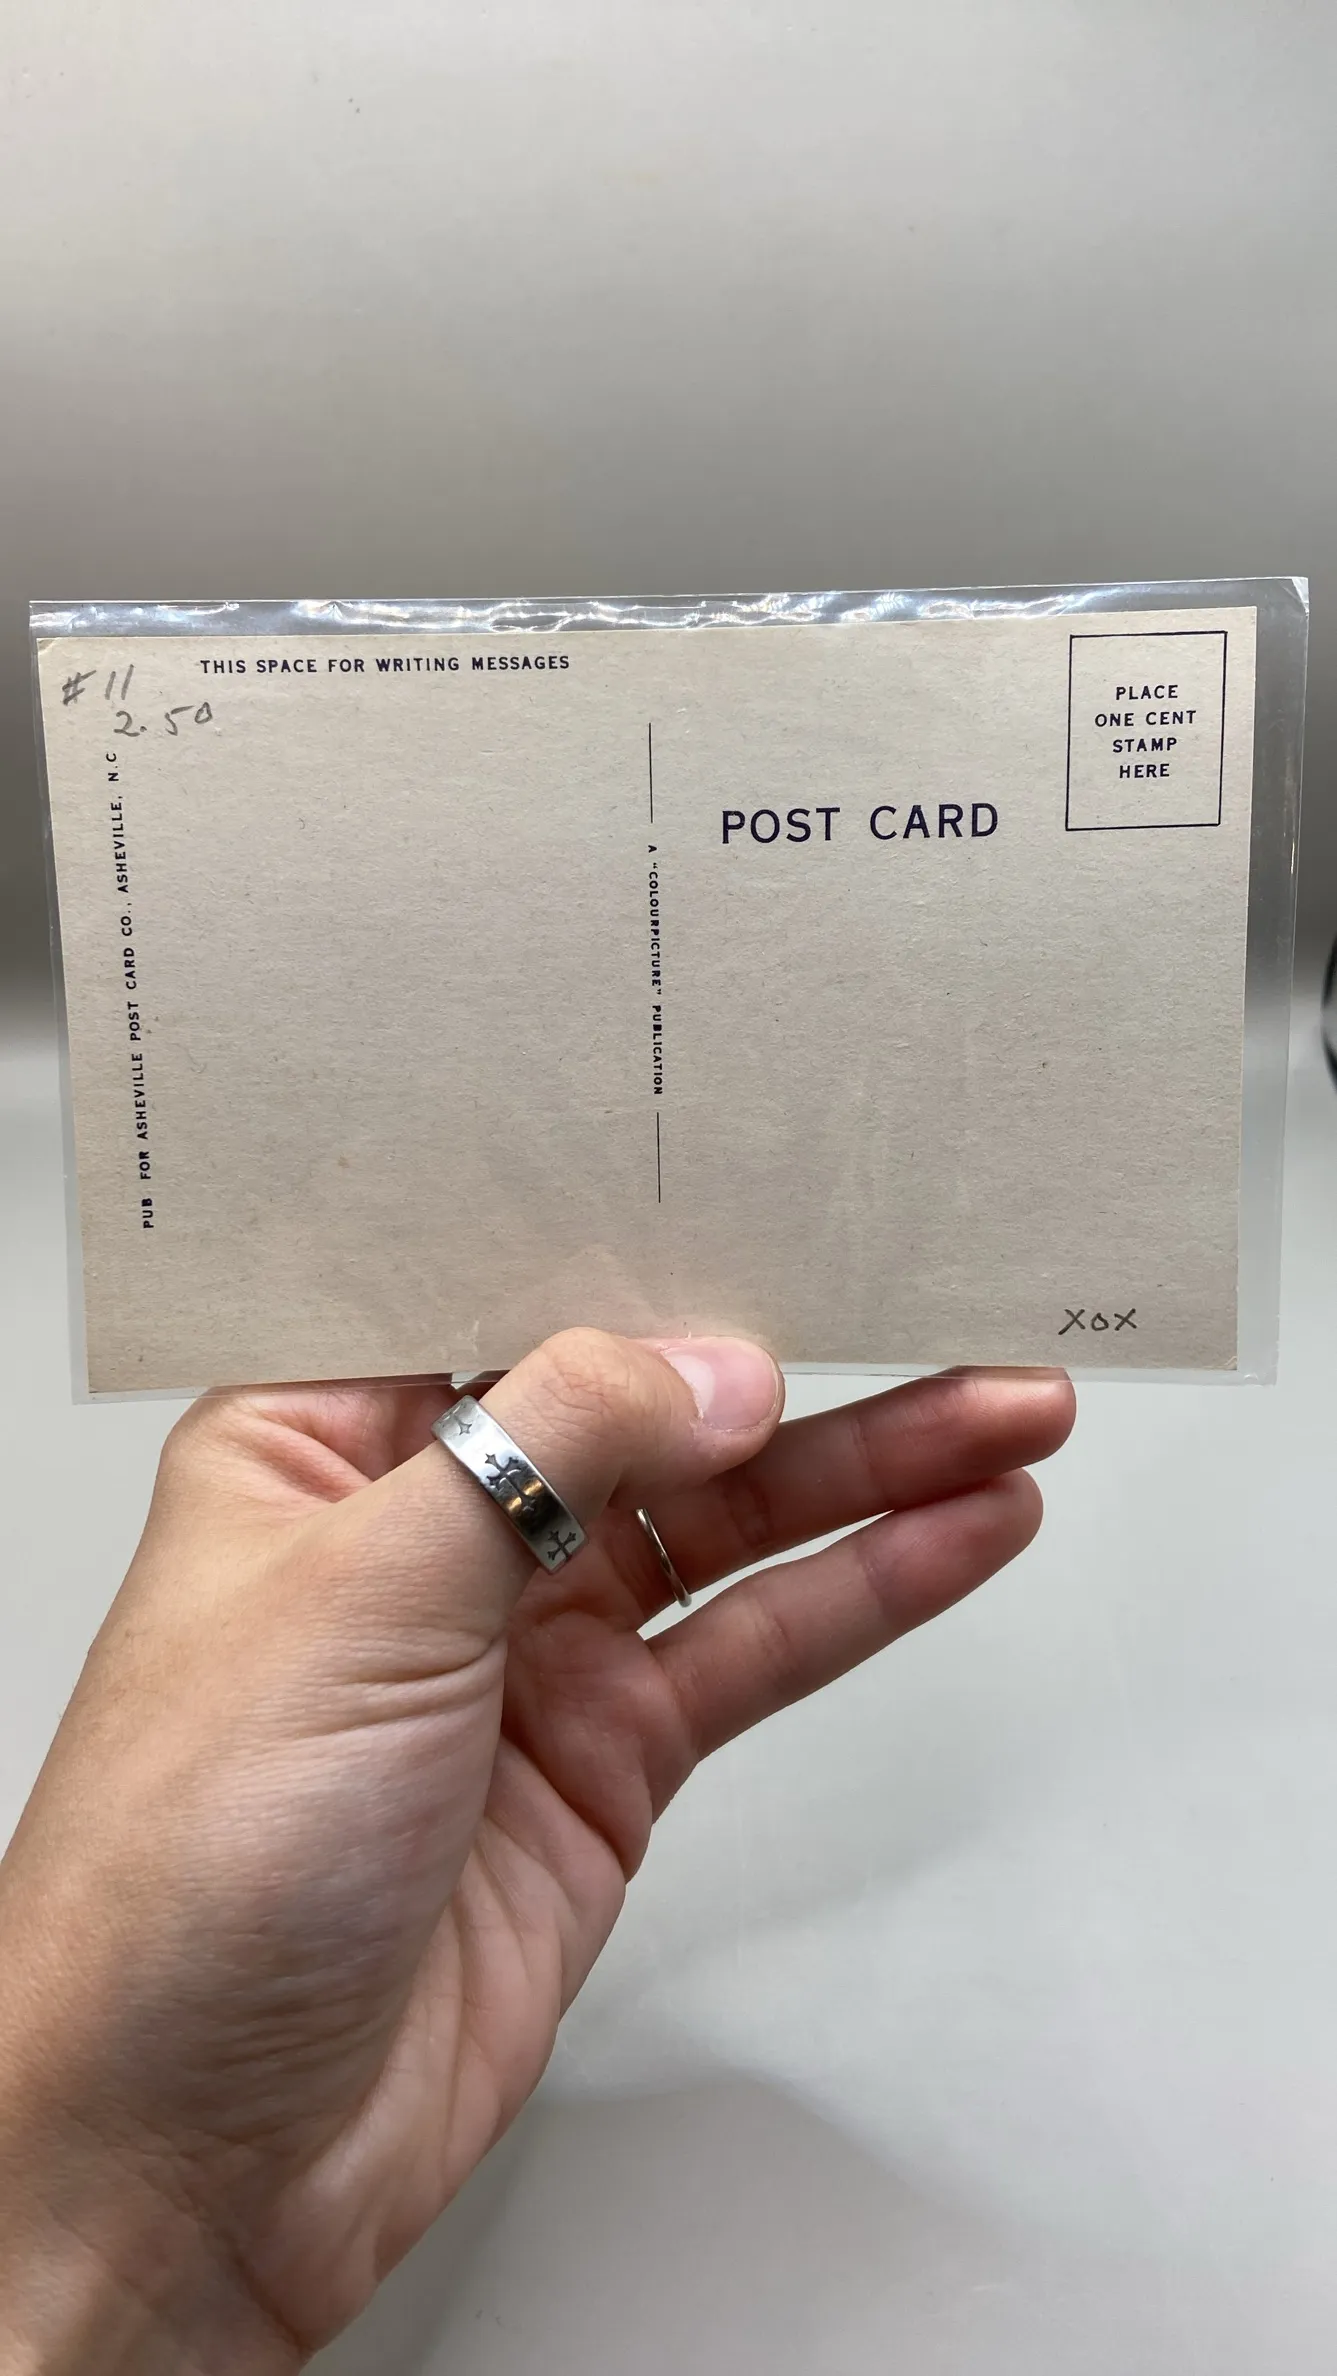 # 11
2.50
THIS SPACE FOR WRITING MESSAGES
PUB FOR ASHEVILLE POST CARD CO., ASHEVILLE, N.C
A "COLOURPICTURE" PUBLICATION
POST CARD
PLACE
ONE CENT
STAMP
HERE
XOX